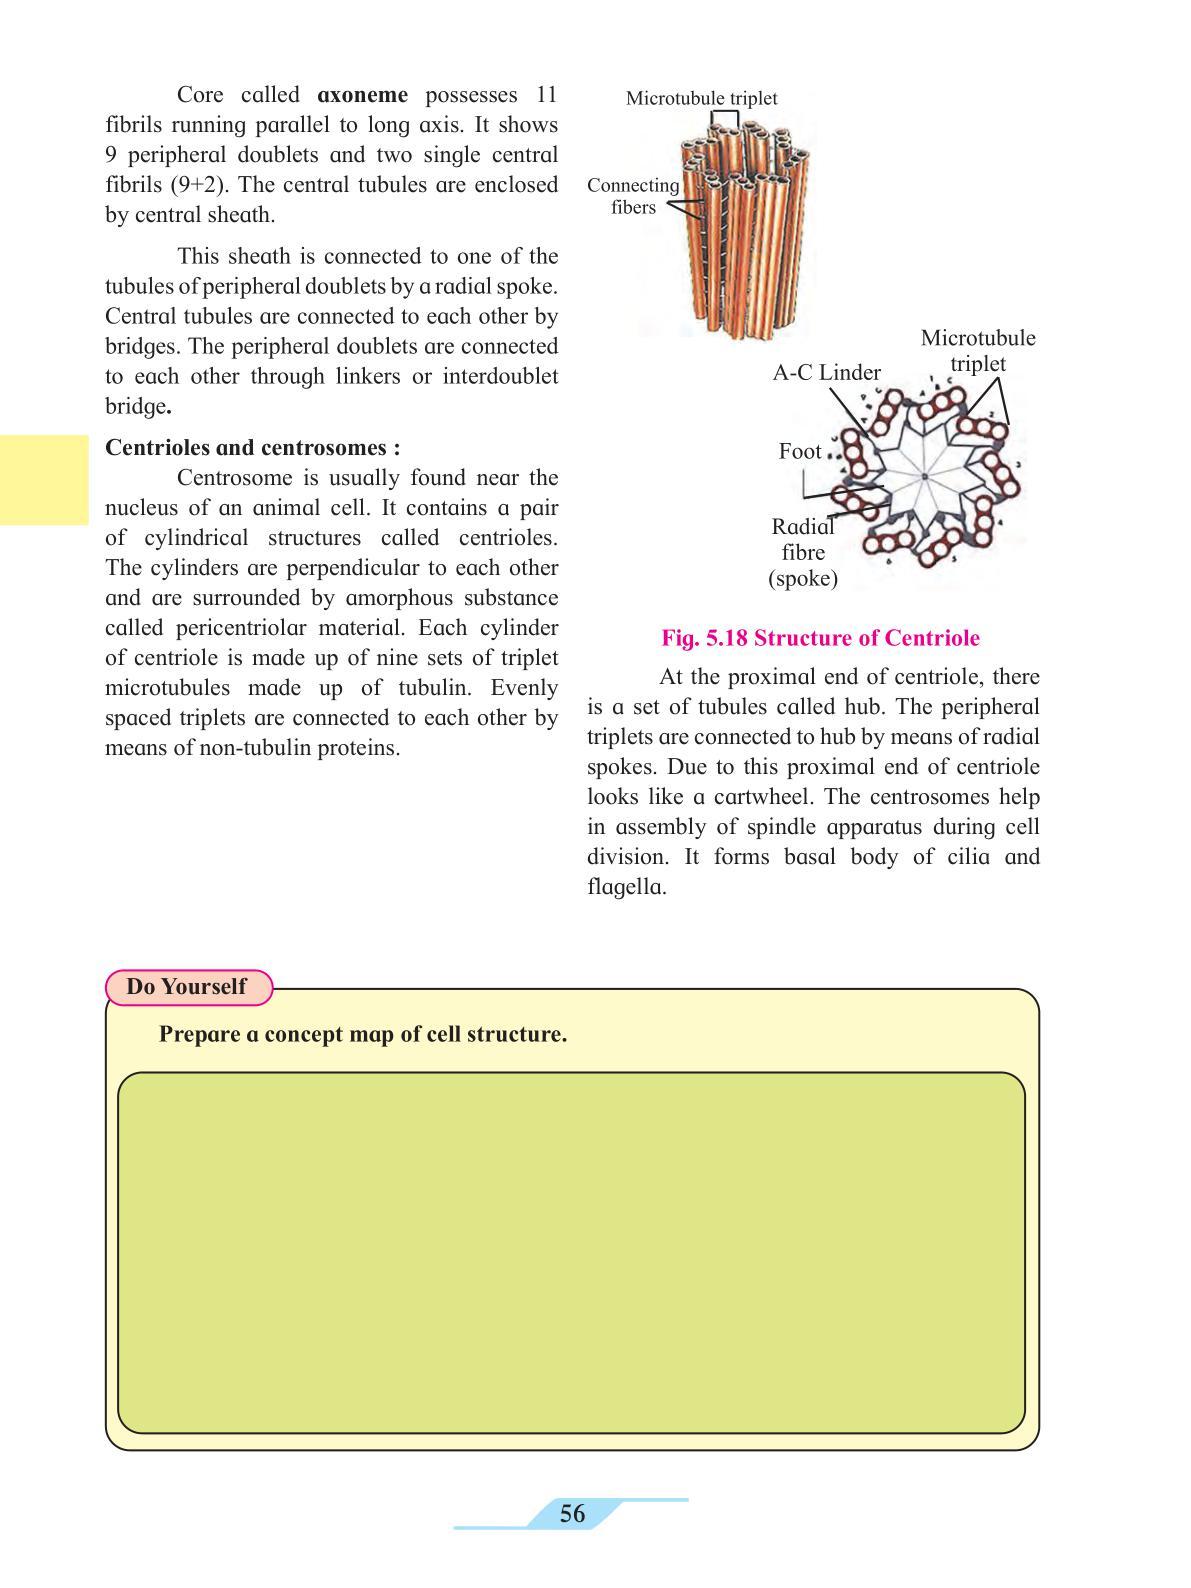 Core called axoneme possesses 11
fibrils running parallel to long axis. It shows
9 peripheral doublets and two single central
fibrils (9+2). The central tubules are enclosed
by central sheath.
This sheath is connected to one of the
tubules of peripheral doublets by a radial spoke.
Central tubules are connected to each other by
bridges. The peripheral doublets are connected
to each other through linkers or interdoublet
bridge.
Centrioles and centrosomes :
Centrosome is usually found near the
nucleus of an animal cell. It contains a pair
of cylindrical structures called centrioles.
The cylinders are perpendicular to each other
and are surrounded by amorphous substance
called pericentriolar material. Each cylinder
of centriole is made up of nine sets of triplet
microtubules made up of tubulin. Evenly
spaced triplets are connected to each other by
means of non-tubulin proteins.
Microtubule triplet
Connecting
fibers
Microtubule
triplet
A-C Linder
Foot
Radial
fibre
(spoke)
Fig. 5.18 Structure of Centriole
At the proximal end of centriole, there
is a set of tubules called hub. The peripheral
triplets are connected to hub by means of radial
spokes. Due to this proximal end of centriole
looks like a cartwheel. The centrosomes help
in assembly of spindle apparatus during cell
division. It forms basal body of cilia and
flagella.
Do Yourself
Prepare a concept map of cell structure.
56